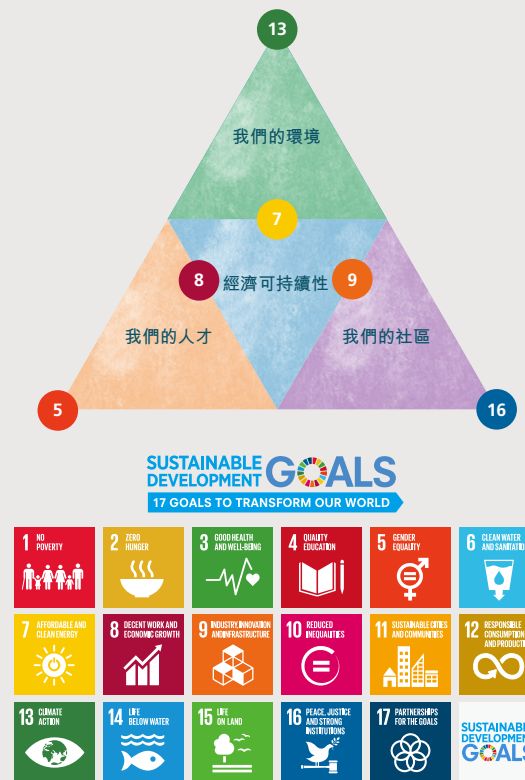 13
我們的環境
7
8
經濟可持續性
9
我們的人才
我們的社區
5
16
SUSTAINABLE
DEVELOPMENT
GOALS
17 GOALS TO TRANSFORM OUR WORLD
1 NO
POVERTY
2 ZERO
HUNGER
3 GOOD HEALTH
AND WELL-BEING
4 QUALITY
EDUCATION
5 GENDER
EQUALITY
6 CLEAN WATER
AND SANITATIO
7 AFFORDABLE AND
CLEAN ENERGY
8 DECENT WORK AND
ECONOMIC GROWTH
9 INDUSTRY, INNOVATION
AND INFRASTRUCTURE
10 REDUCED
INEQUALITIES
11 SUSTAINABLE CITIES
AND COMMUNITIES
12 RESPONSIBLE
CONSUMPTION
AND PRODUCTI
13 CLIMATE
ACTION
14 LIFE
BELOW WATER
15 LIFE
ON LAND
16 PEACE, JUSTICE
AND STRONG
INSTITUTIONS
17 PARTNERSHIPS
FOR THE GOALS
SUSTAINABL
DEVELOPMEN
GOALS